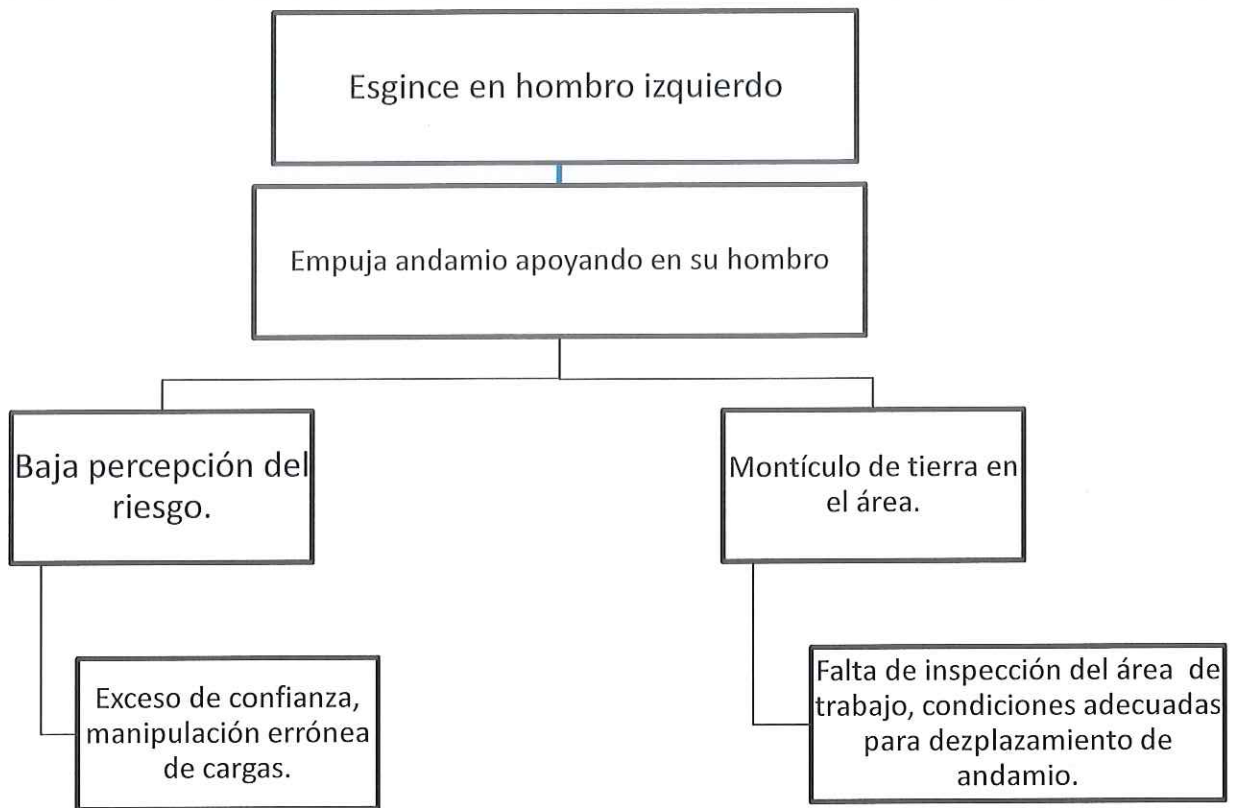 Esgince en hombro izquierdo
Empuja andamio apoyando en su hombro
Baja percepción del
riesgo.
Montículo de tierra en
el área.
Exceso de confianza,
manipulación errónea
de cargas.
Falta de inspección del área de
trabajo, condiciones adecuadas
para dezplazamiento de
andamio.